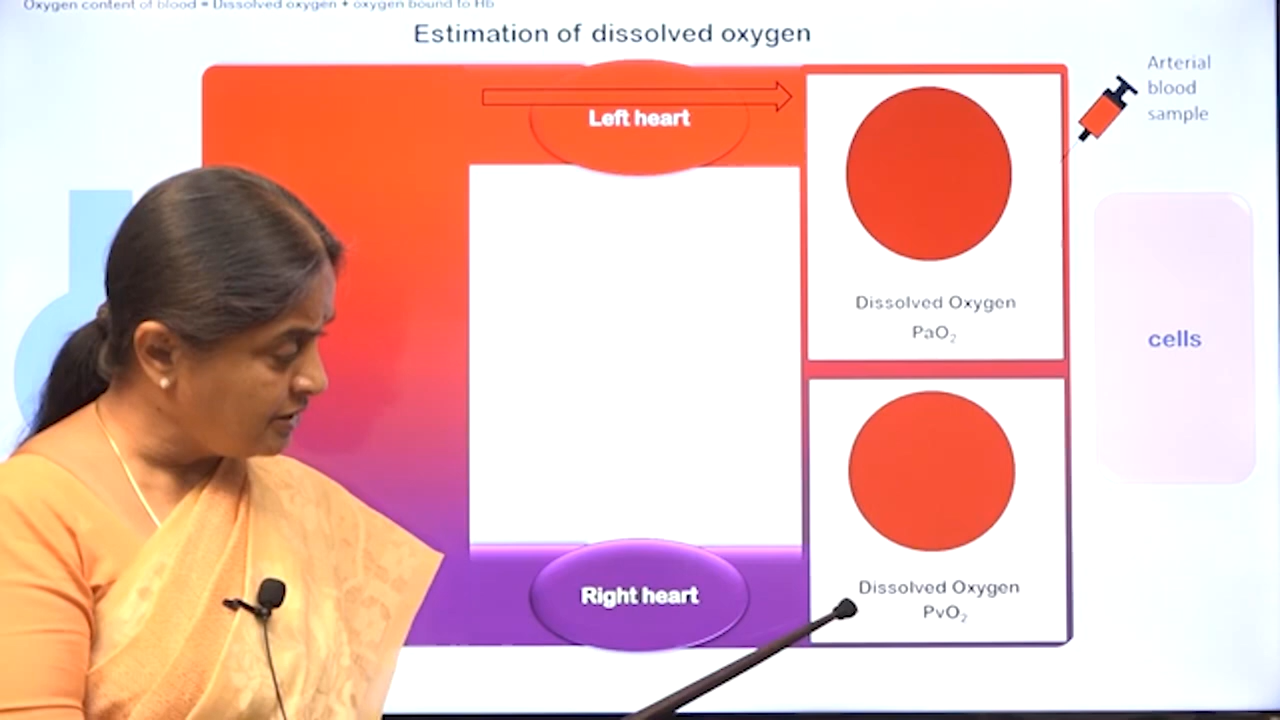 Oxygen content of blood = Dissolved oxygen + oxygen bound to Hb
Estimation of dissolved oxygen
Arterial
blood
sample
Left heart
Dissolved Oxygen
PaO₂
cells
Right heart
Dissolved Oxygen
PvO₂